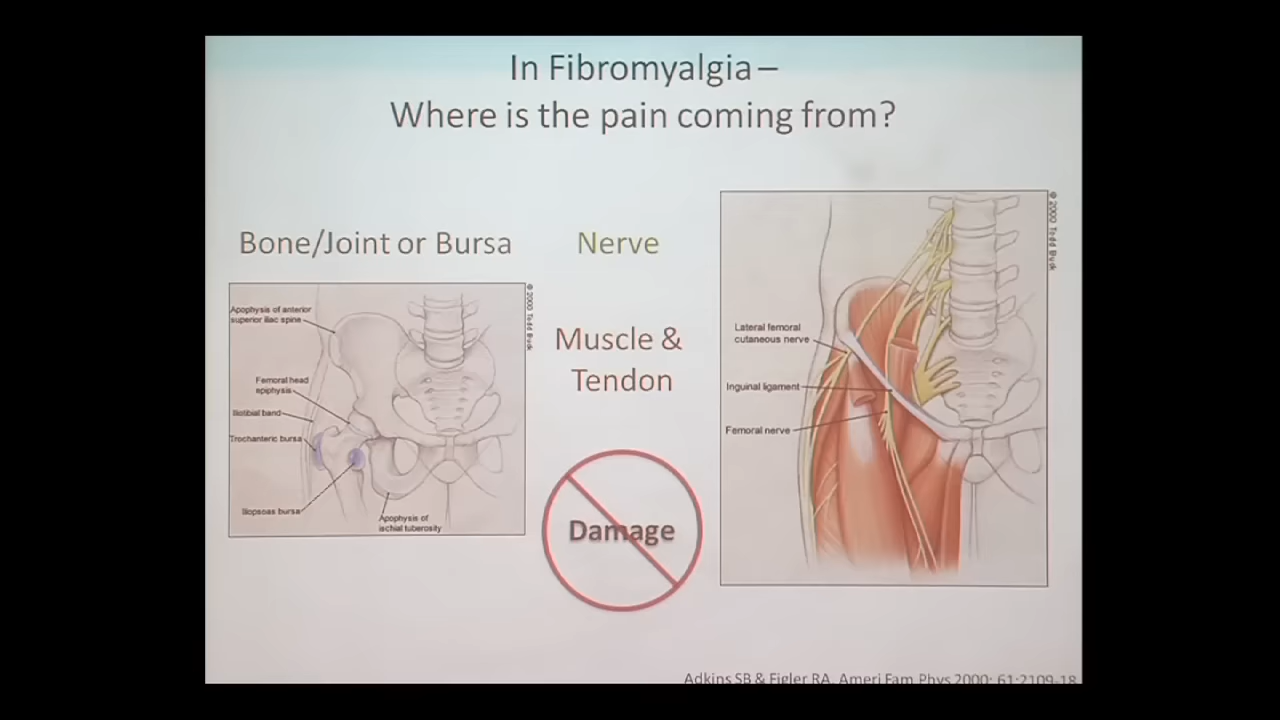 In Fibromyalgia –
Where is the pain coming from?
Bone/Joint or Bursa
Nerve
Muscle &
Tendon
Damage
Apophysis of anterior
superior iliac spine
Femoral head
epiphysis
Iliotibial band
Trochanteric bursa
Iliopsoas bursa
Apophysis of
ischial tuberosity
© 2000 Todd Buck
Lateral femoral
cutaneous nerve
Inguinal ligament
Femoral nerve
© 2000 Todd Buck
Adkins SB & Figler RA. Ameri Fam Phys 2000; 61:2109-18